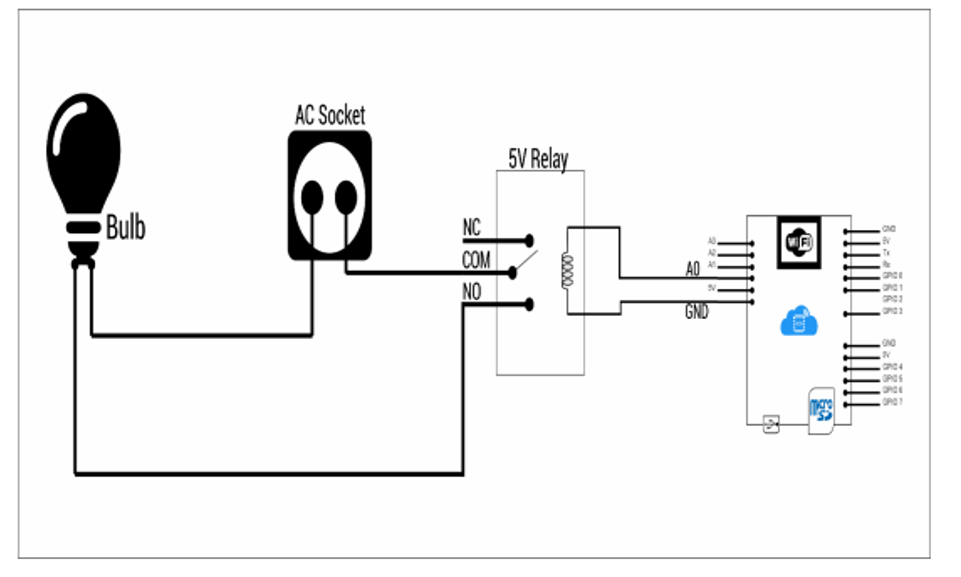 AC Socket
5V Relay
Bulb
NC
COM
NO
A0
GND
A3
A2
A1
5V
WiFi
GND
5V
Tx
Rx
GPIO 0
GPIO 1
GPIO 2
GPIO 3
GND
5V
GPIO 4
GPIO 5
GPIO 6
GPIO 7
micro
SD